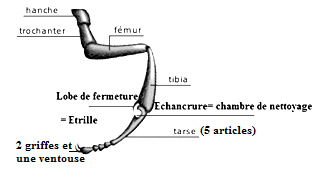 hanche
trochanter
fémur
tibia
Lobe de fermeture
Echancrure= chambre de nettoyage
= Etrille
tarse (5 articles)
2 griffes et
une ventouse